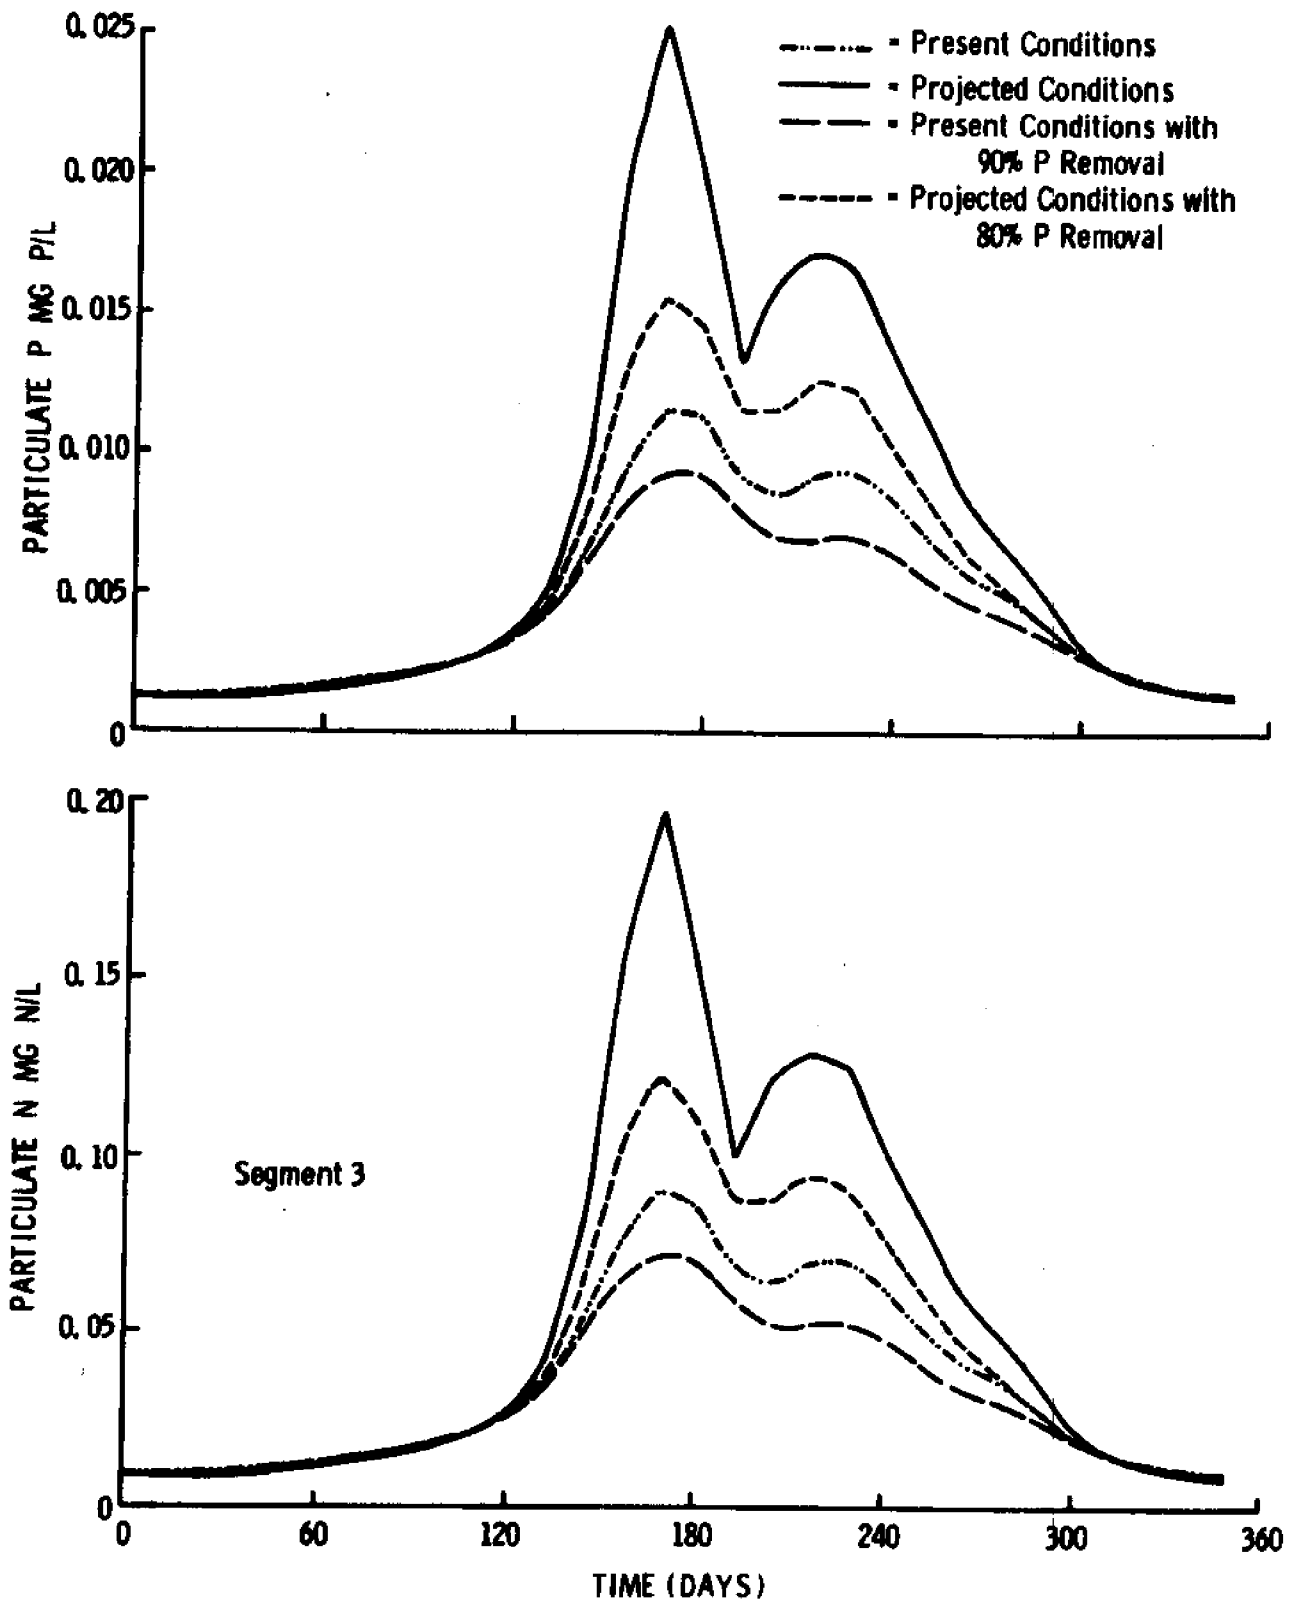 0.025
= Present Conditions
= Projected Conditions
= Present Conditions with
90% P Removal
= Projected Conditions with
80% P Removal
0.020
0.015
0.010
0.005
0
PARTICULATE P MG P/L
0.20
0.15
0.10
0.05
0
PARTICULATE N MG N/L
Segment 3
0 60 120 180 240 300 360
TIME (DAYS)